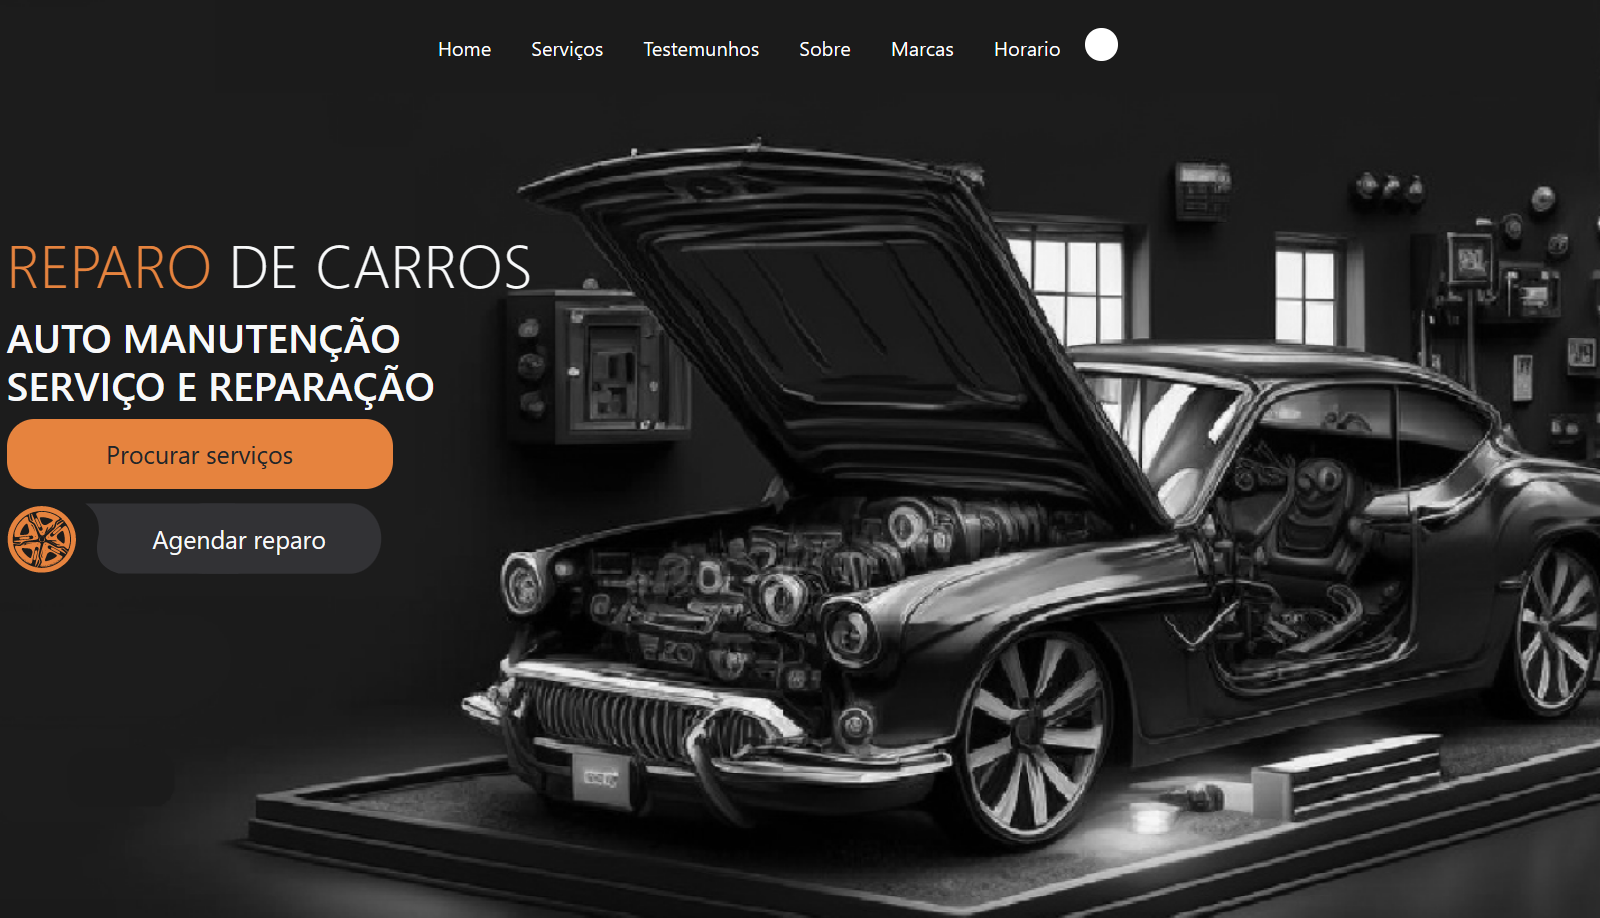 Home Serviços Testemunhos Sobre Marcas Horario
REPARO DE CARROS
AUTO MANUTENÇÃO
SERVIÇO E REPARAÇÃO
Procurar serviços
Agendar reparo